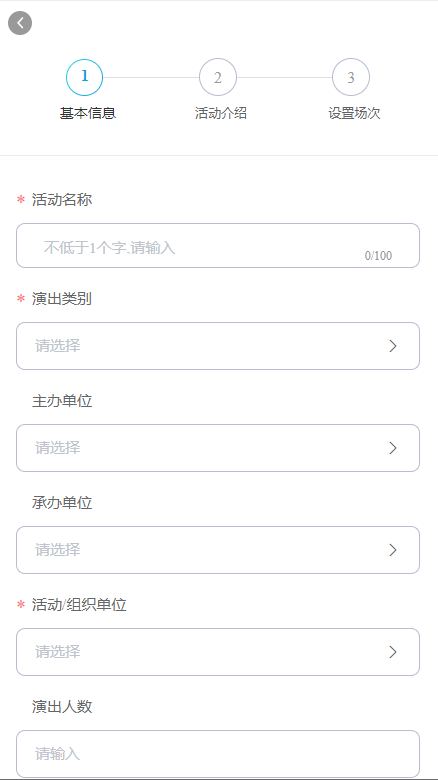 1
2
3
基本信息
活动介绍
设置场次
* 活动名称
不低于1个字,请输入
0/100
* 演出类别
请选择
主办单位
请选择
承办单位
请选择
* 活动/组织单位
请选择
演出人数
请输入